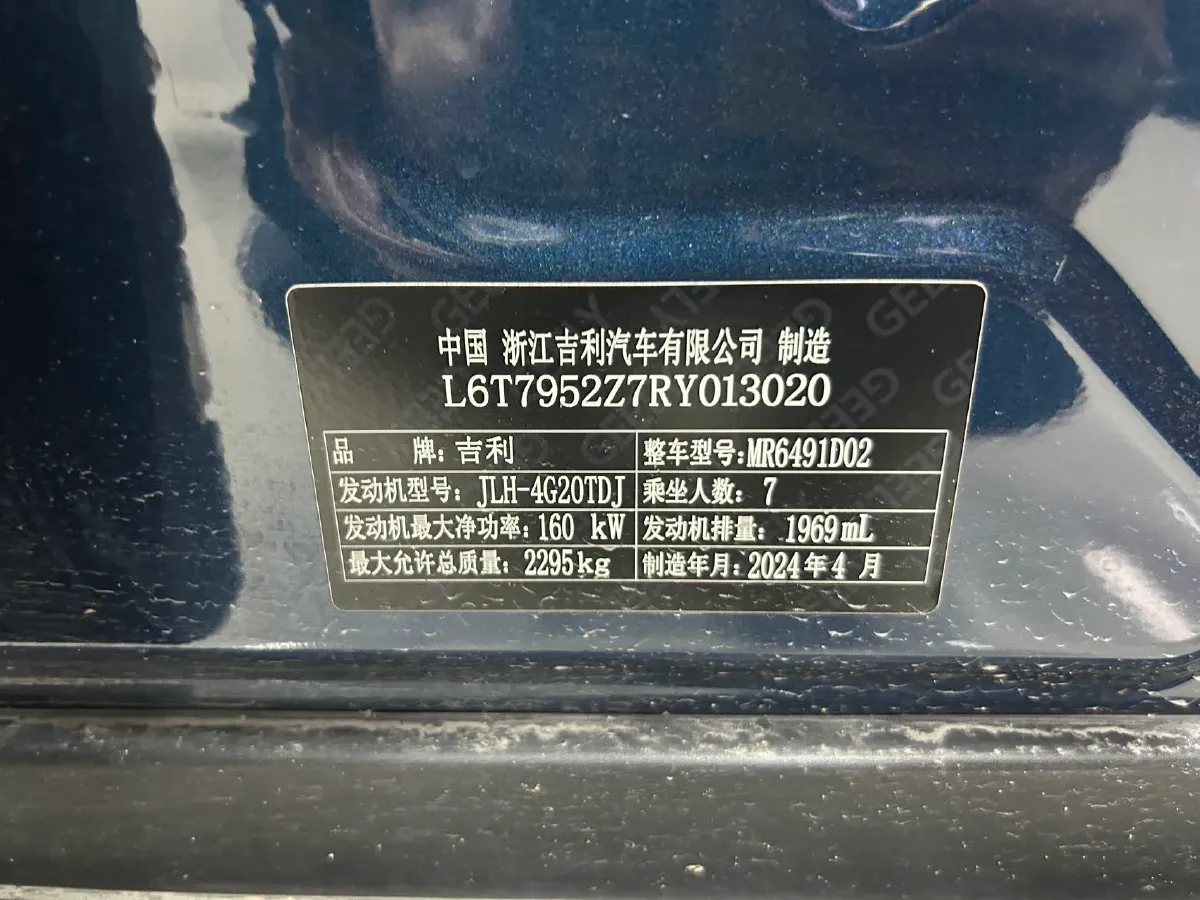 中国 浙江吉利汽车有限公司 制造
L6T7952Z7RY013020
品 牌: 吉利 整车型号:MR6491D02
发动机型号: JLH-4G20TDJ 乘坐人数: 7
发动机最大净功率: 160 kW 发动机排量: 1969mL
最大允许总质量: 2295kg 制造年月: 2024年4月